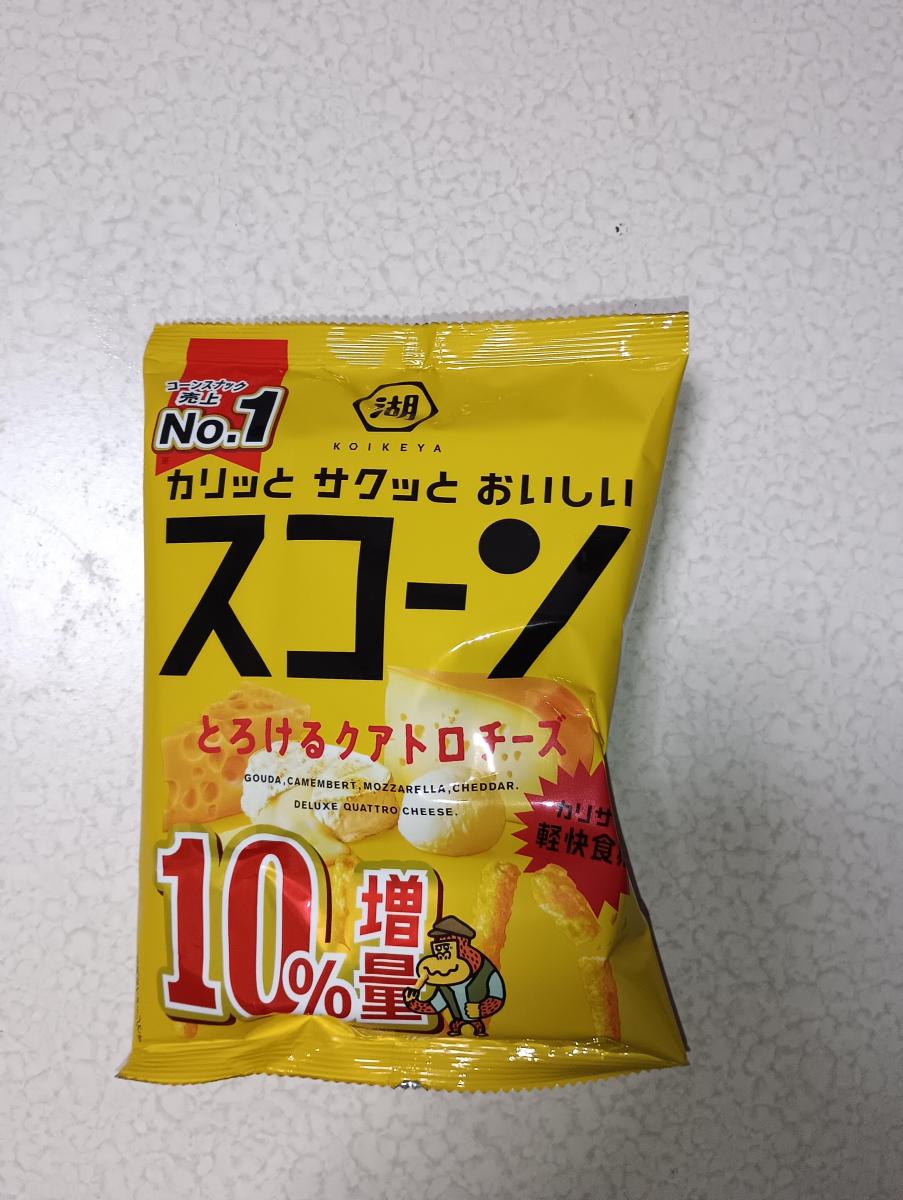 コーンスナック
売上
No.1
湖
KOIKEYA
カリッと サクッと おいしい
スコーン
とろけるクアトロチーズ
GOUDA,CAMEMBERT,MOZZARELLA,CHEDDAR.
DELUXE QUATTRO CHEESE.
カリサ
軽快食
10%
増量